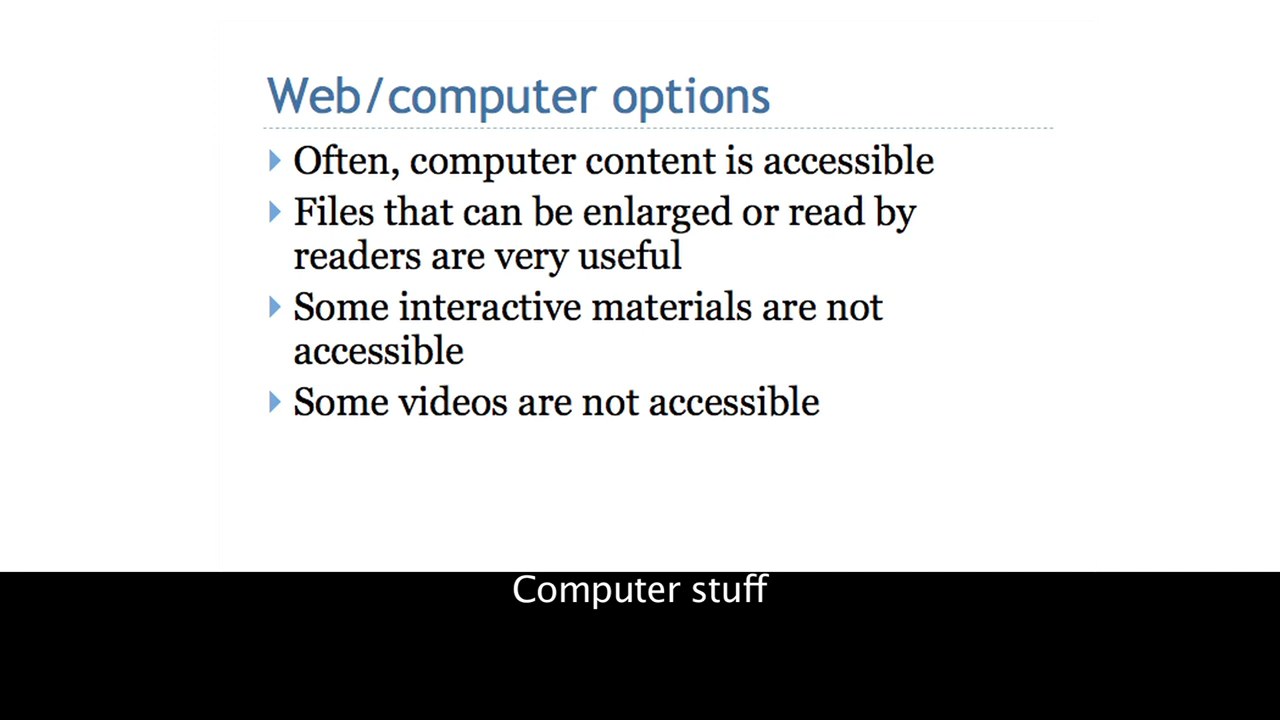 Web/computer options
Often, computer content is accessible
Files that can be enlarged or read by
readers are very useful
Some interactive materials are not
accessible
Some videos are not accessible
Computer stuff